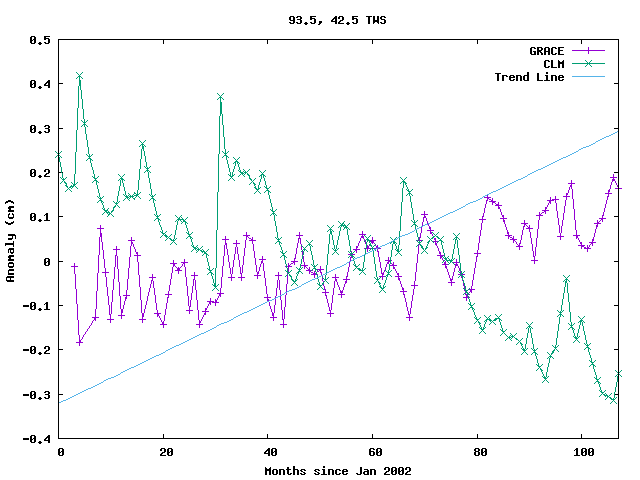 93.5, 42.5 TWS
GRACE
CLM
Trend Line
Anomaly (cm)
0.5
0.4
0.3
0.2
0.1
0
-0.1
-0.2
-0.3
-0.4
0 20 40 60 80 100
Months since Jan 2002